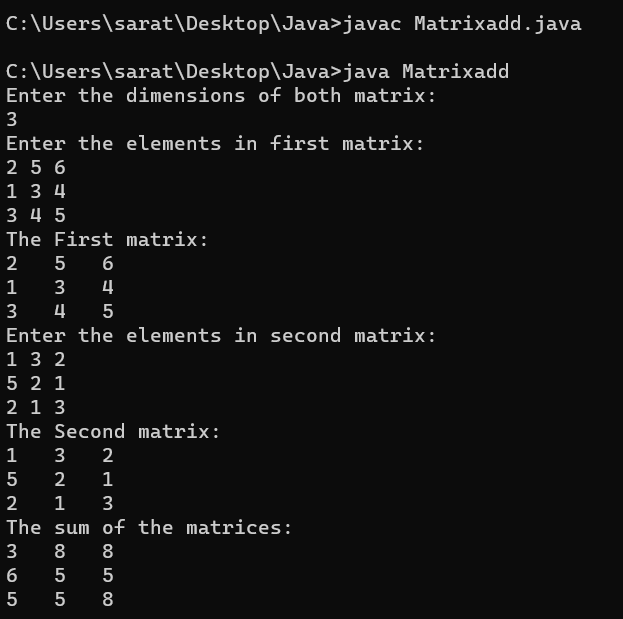 C:\Users\sarat\Desktop\Java>javac Matrixadd.java
C:\Users\sarat\Desktop\Java>java Matrixadd
Enter the dimensions of both matrix:
3
Enter the elements in first matrix:
2 5 6
1 3 4
3 4 5
The First matrix:
2   5   6
1   3   4
3   4   5
Enter the elements in second matrix:
1 3 2
5 2 1
2 1 3
The Second matrix:
1   3   2
5   2   1
2   1   3
The sum of the matrices:
3   8   8
6   5   5
5   5   8